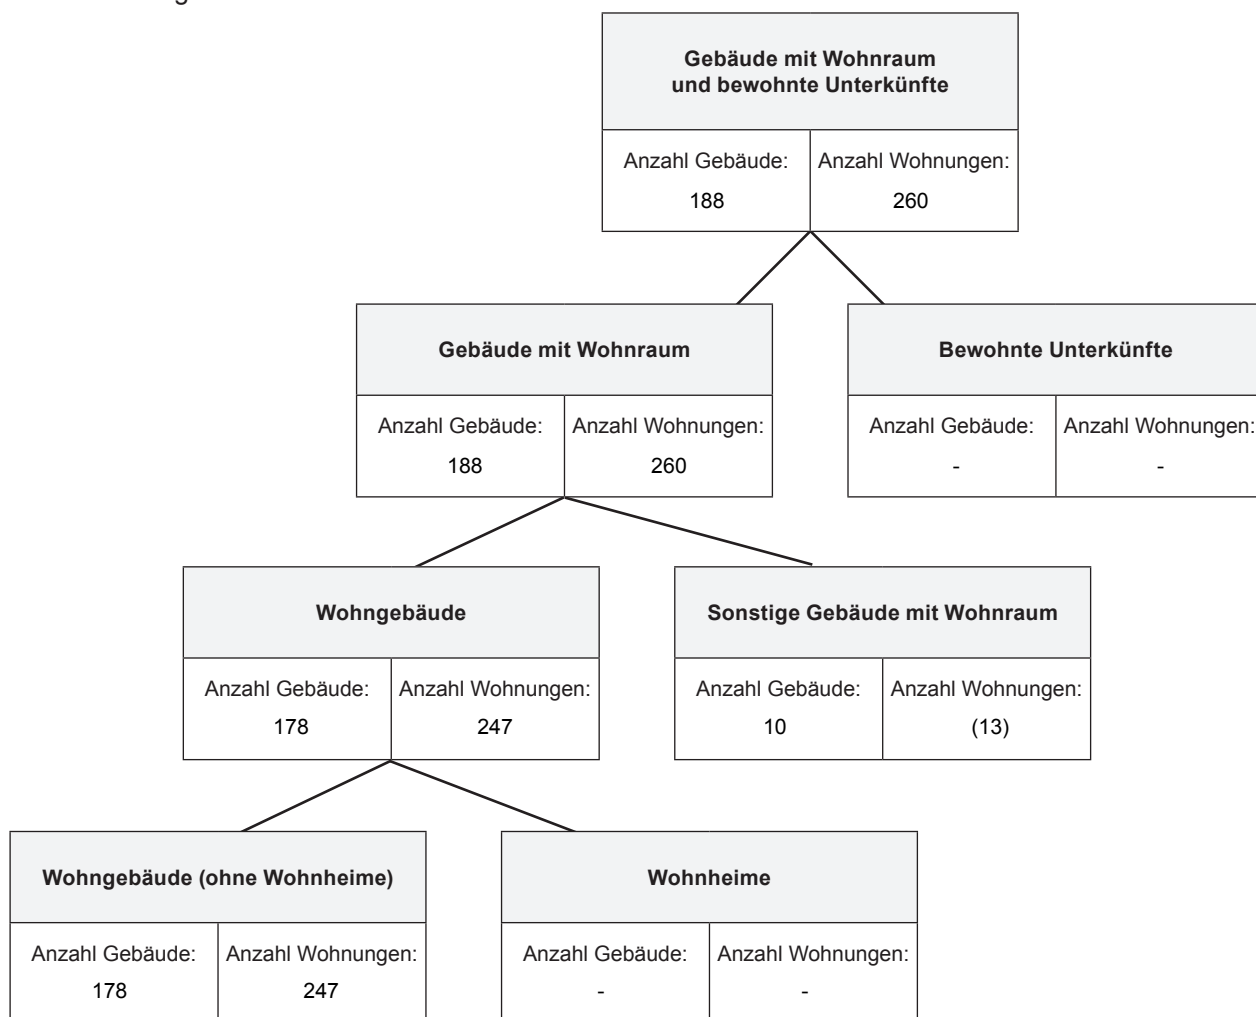 Gebäude mit Wohnraum
und bewohnte Unterkünfte
Anzahl Gebäude: Anzahl Wohnungen:
188 260
Gebäude mit Wohnraum Bewohnte Unterkünfte
Anzahl Gebäude: Anzahl Wohnungen: Anzahl Gebäude: Anzahl Wohnungen:
188 260 - -
Wohngebäude Sonstige Gebäude mit Wohnraum
Anzahl Gebäude: Anzahl Wohnungen: Anzahl Gebäude: Anzahl Wohnungen:
178 247 10 (13)
Wohngebäude (ohne Wohnheime) Wohnheime
Anzahl Gebäude: Anzahl Wohnungen: Anzahl Gebäude: Anzahl Wohnungen:
178 247 - -